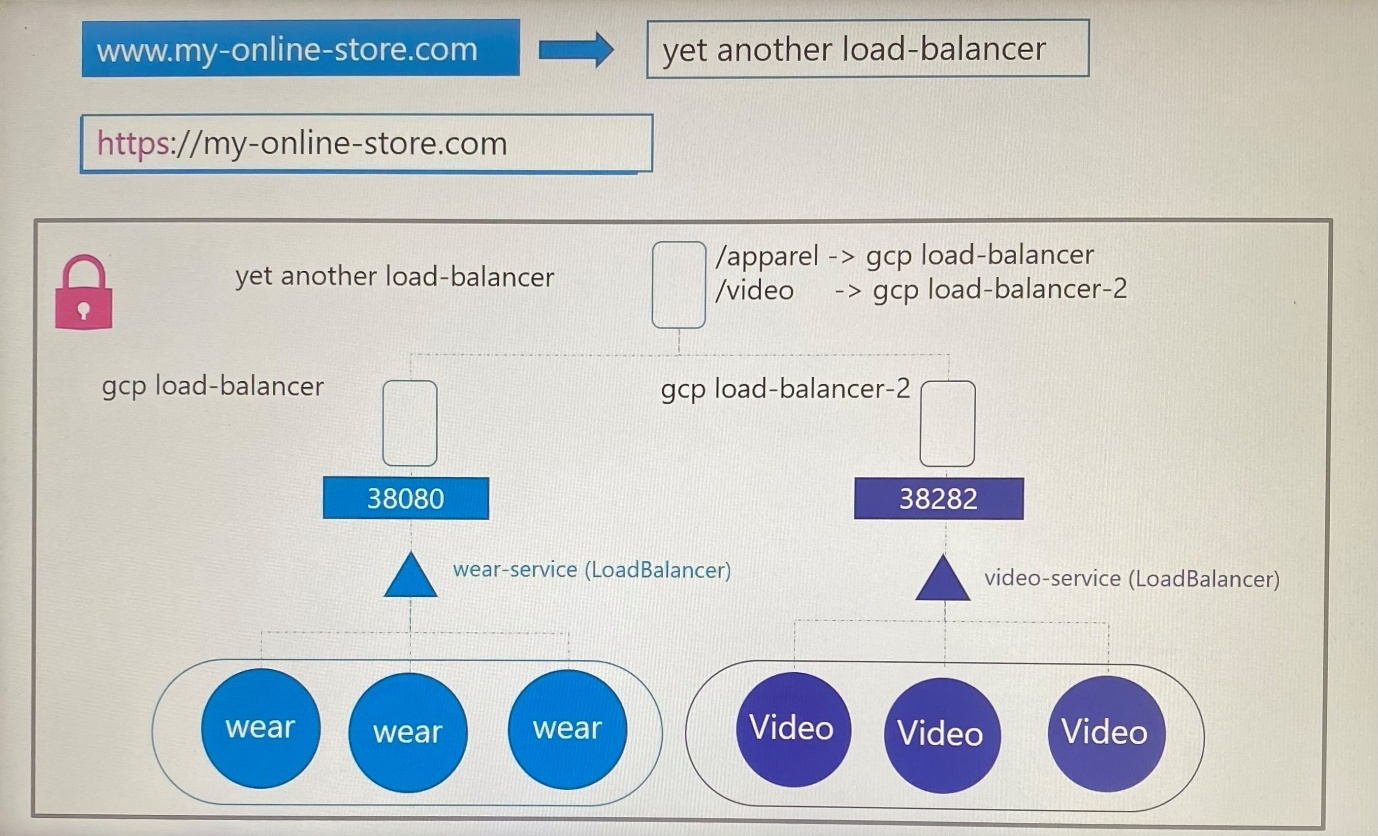 www.my-online-store.com
yet another load-balancer
https://my-online-store.com
yet another load-balancer
/apparel -> gcp load-balancer
/video -> gcp load-balancer-2
gcp load-balancer
gcp load-balancer-2
38080
38282
wear-service (LoadBalancer)
video-service (LoadBalancer)
wear
wear
wear
Video
Video
Video